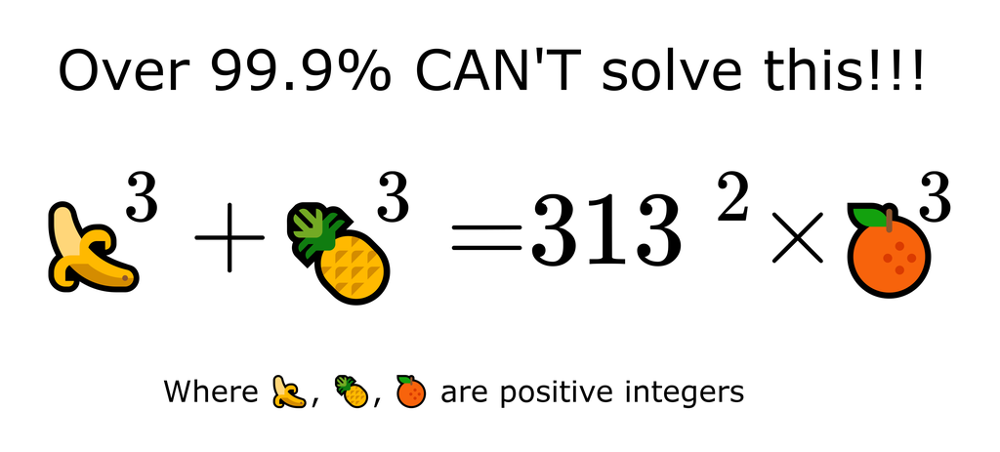 Over 99.9% CAN'T solve this!!!
🍌³ + 🍍³ = 313² × 🍊³
Where 🍌, 🍍, 🍊 are positive integers